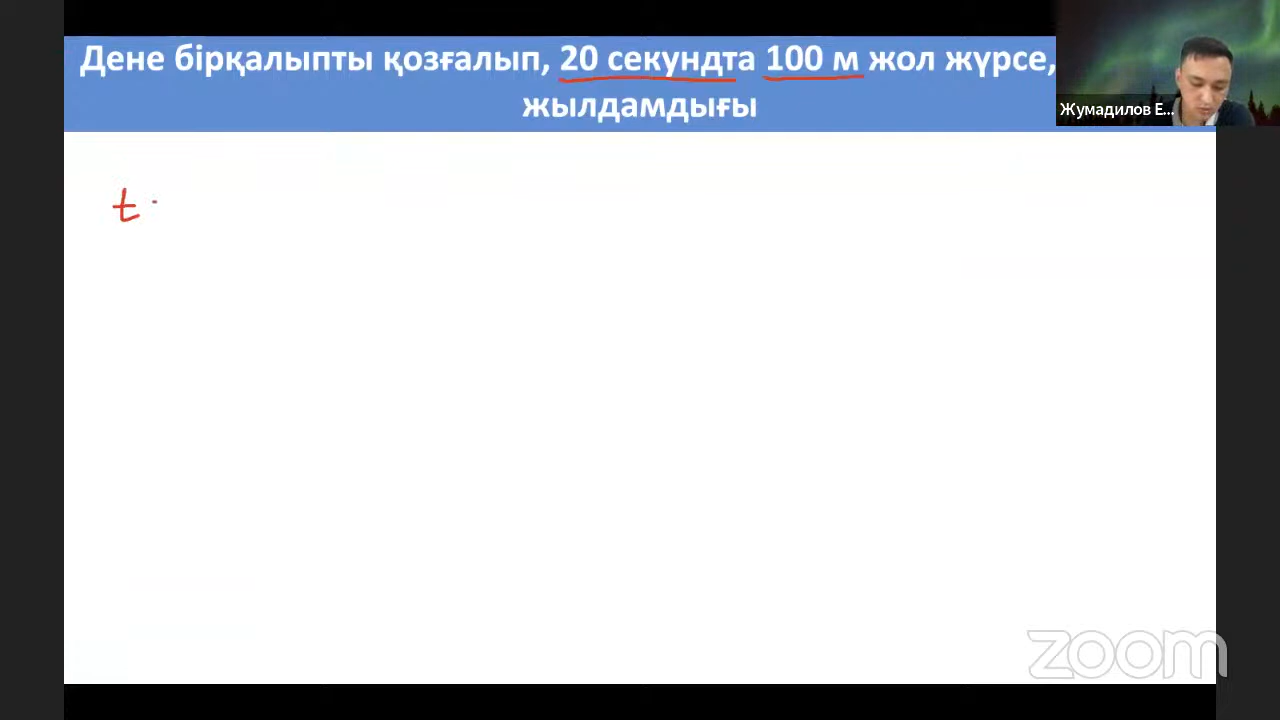 Дене бірқалыпты қозғалып, 20 секундта 100 м жол жүрсе,
жылдамдығы
Жумадилов Е...
t
zoom